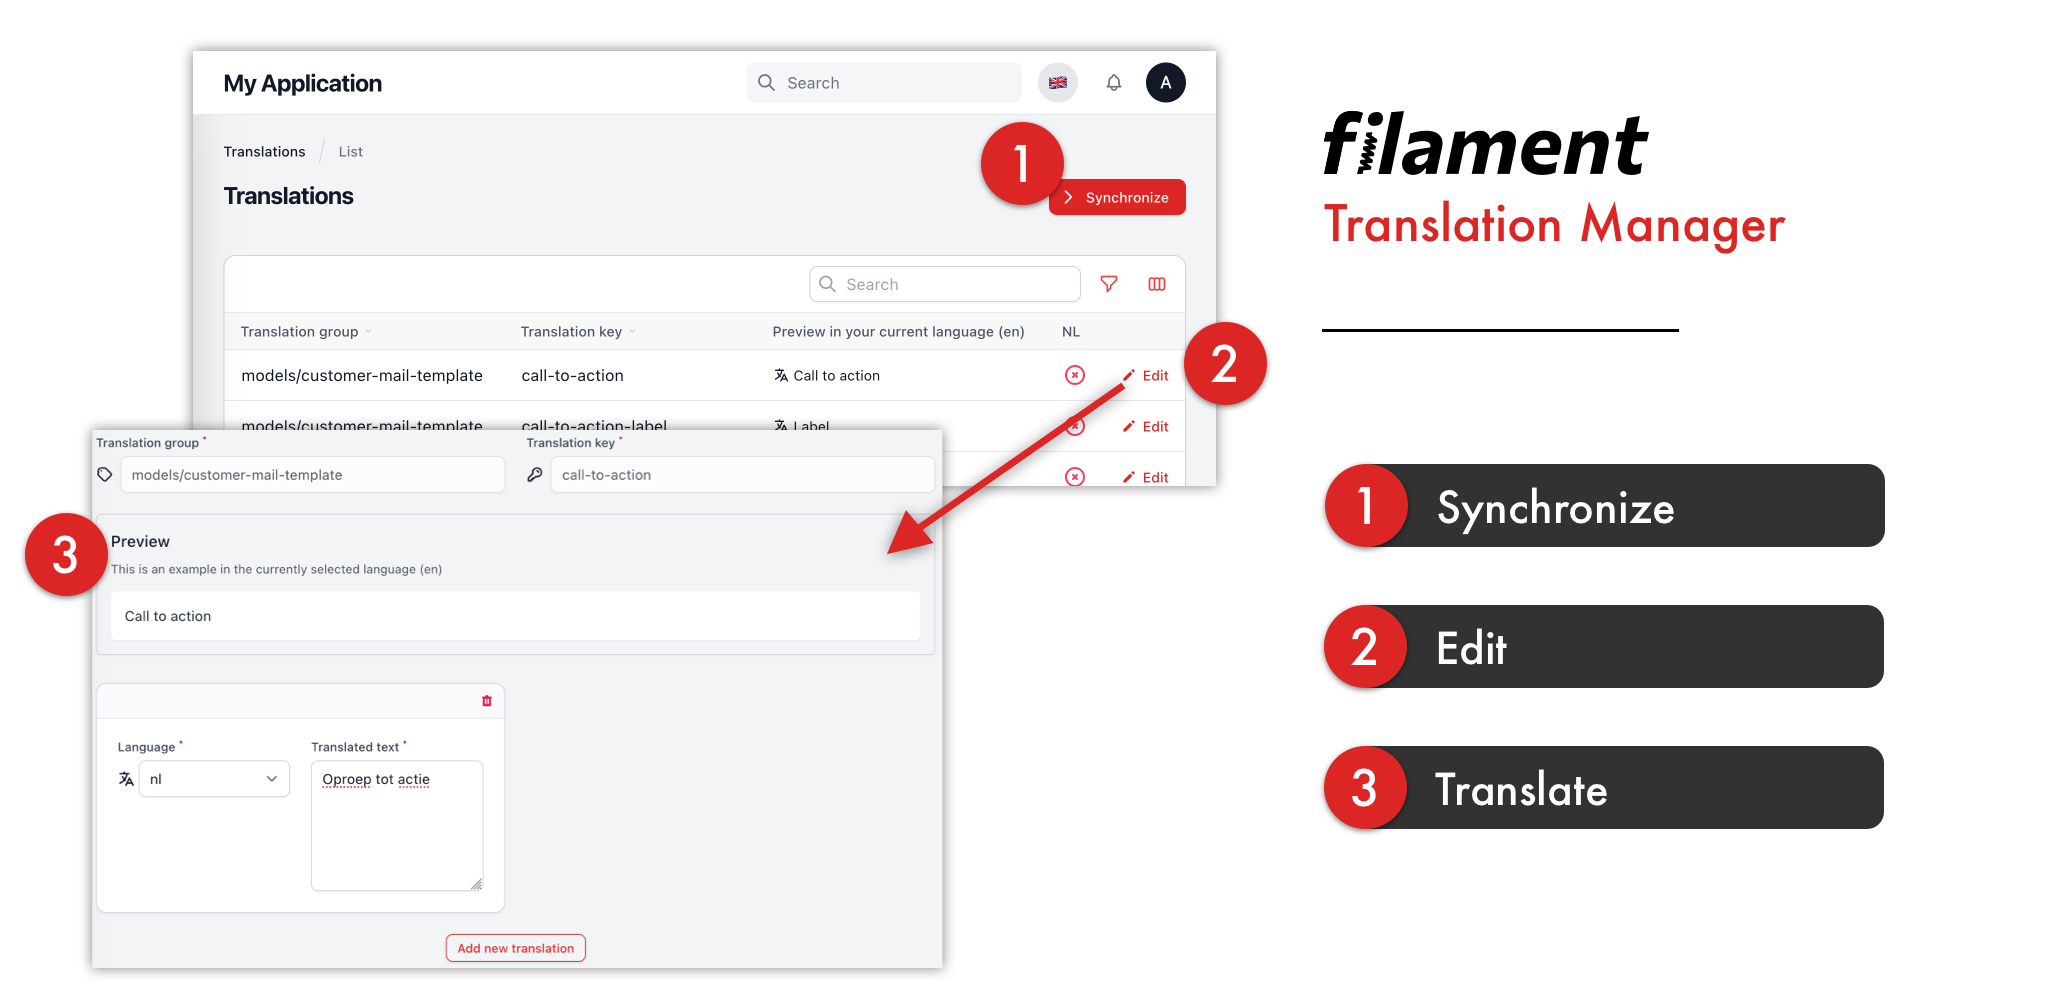 My Application
Search
A
Translations
List
1
Translations
Synchronize
Search
Translation group
Translation key
Preview in your current language (en)
NL
models/customer-mail-template
call-to-action
Call to action
Edit
2
models/customer-mail-template
call-to-action-label
Label
Edit
Edit
Translation group *
Translation key *
models/customer-mail-template
call-to-action
3
Preview
This is an example in the currently selected language (en)
Call to action
Language *
Translated text *
nl
Oproep tot actie
Add new translation
filament
Translation Manager
1 Synchronize
2 Edit
3 Translate